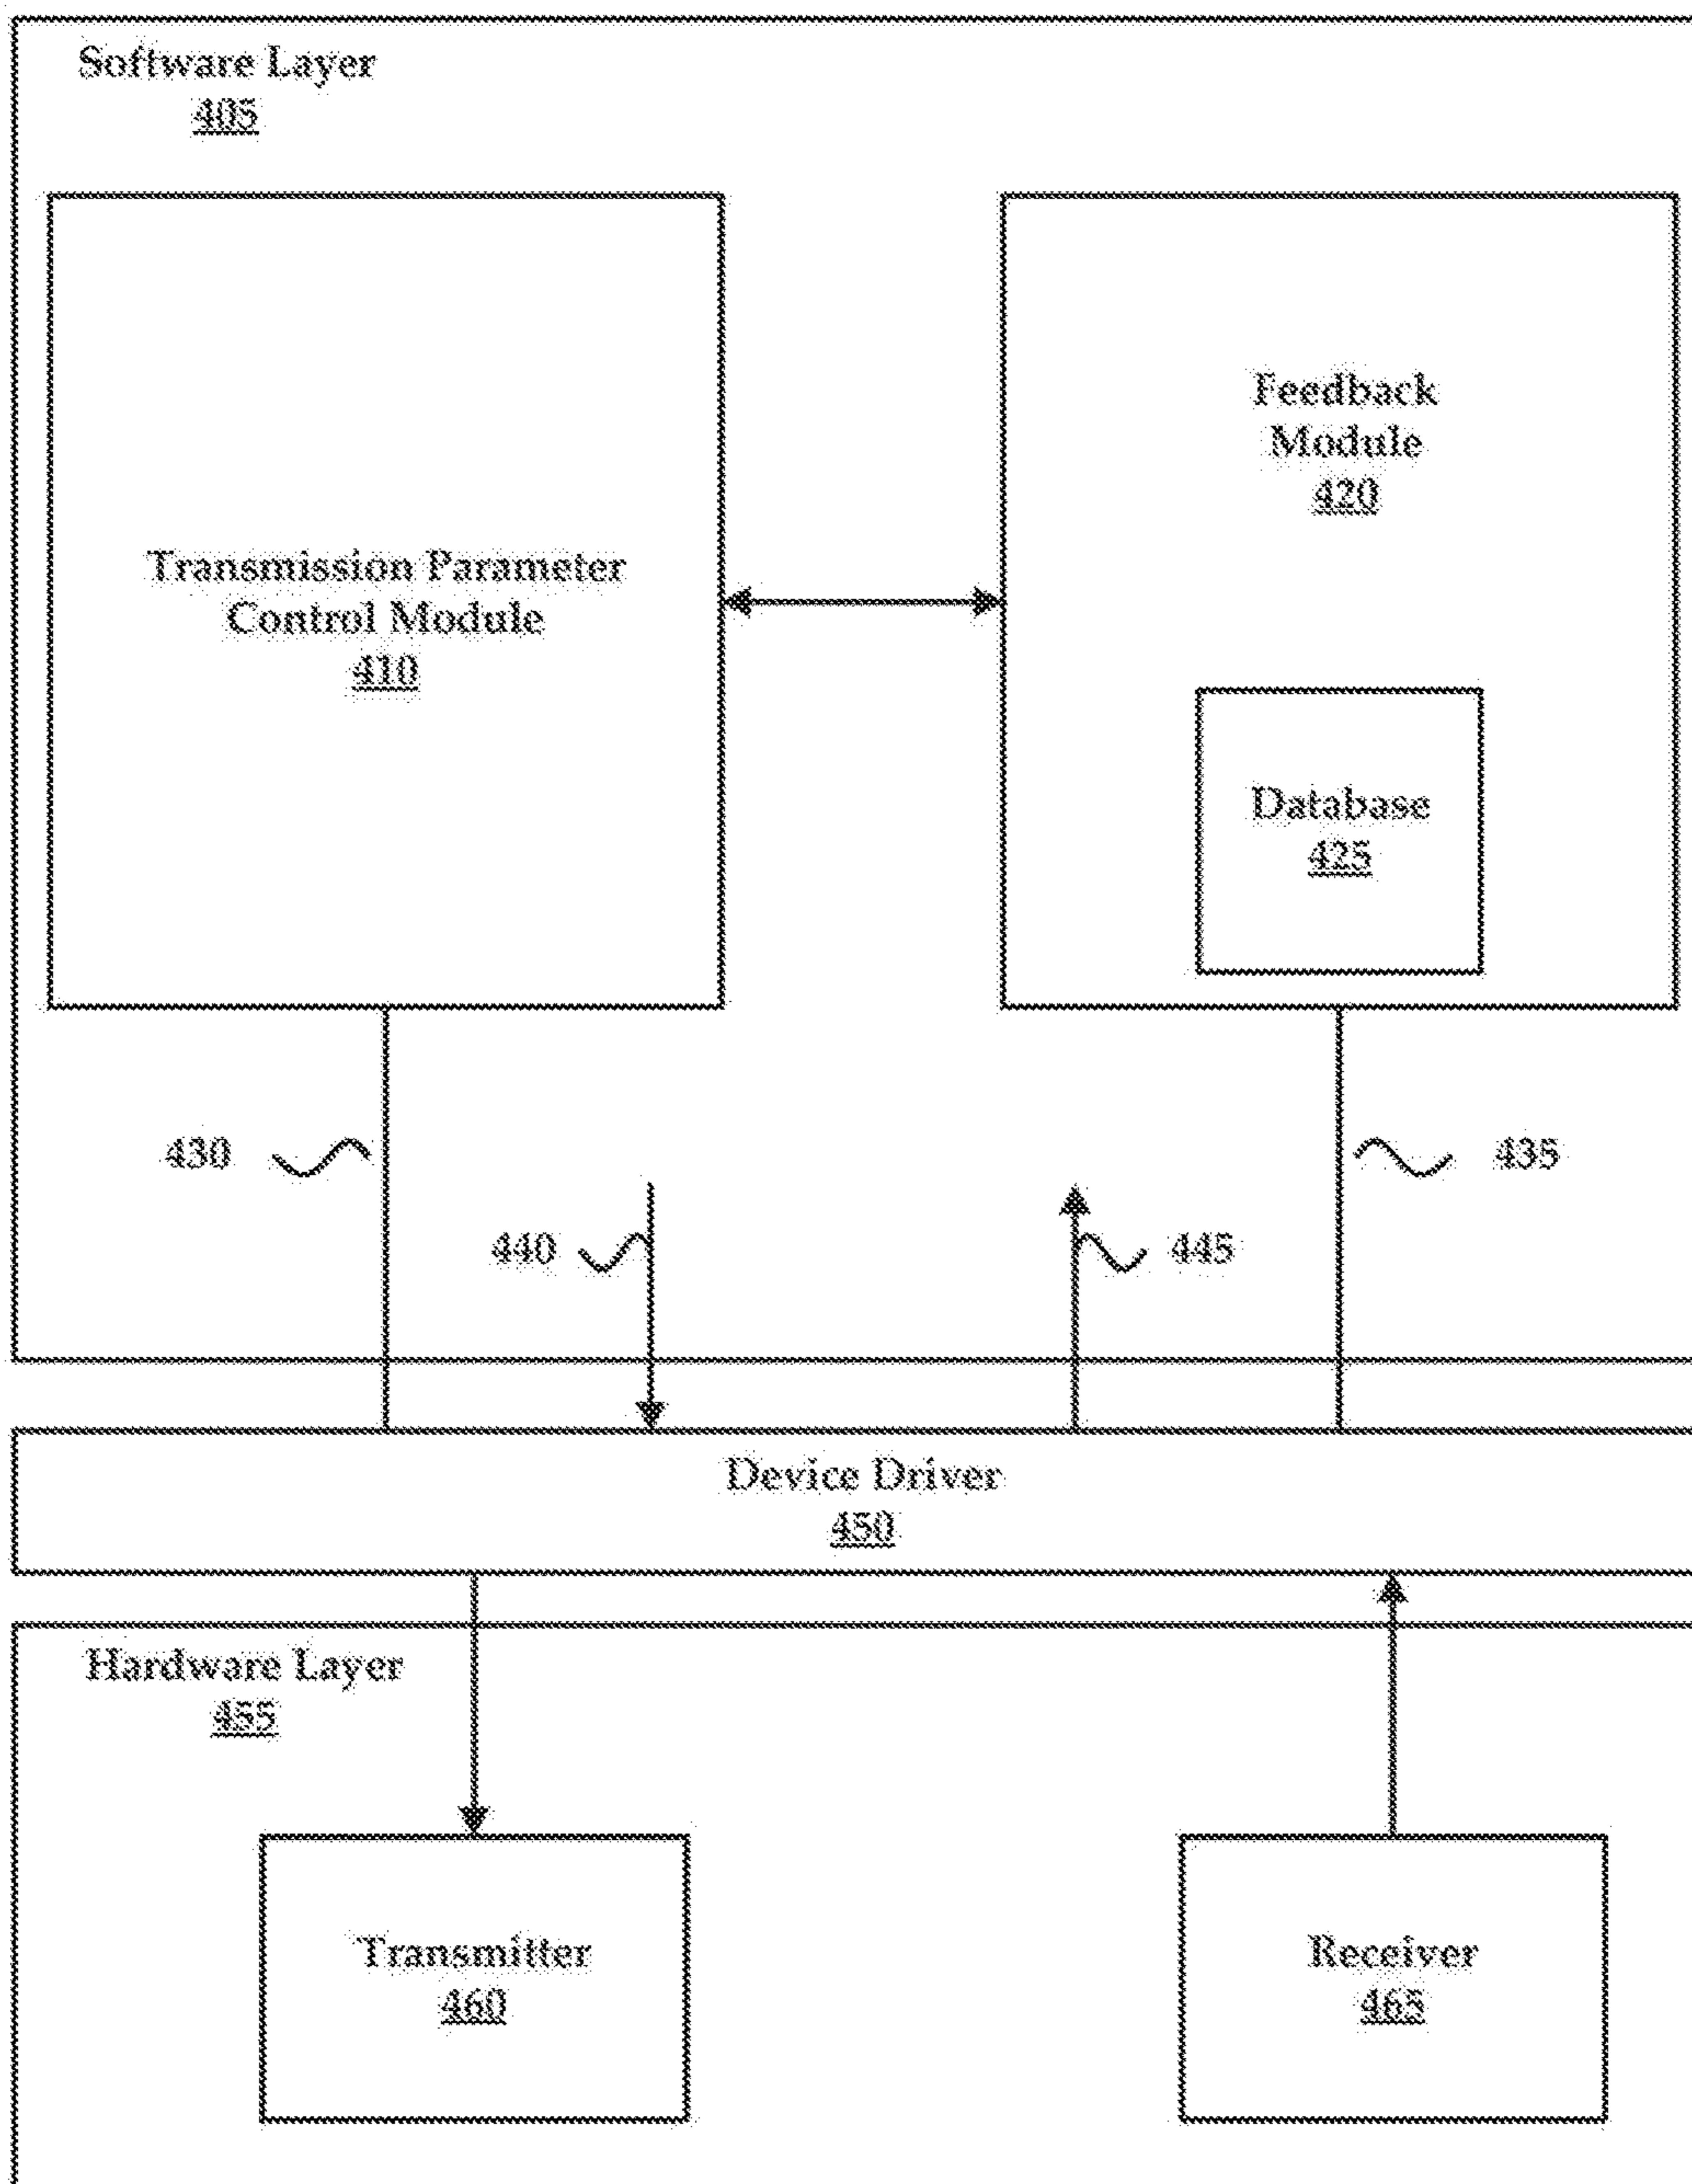 Software Layer
405
Transmission Parameter
Control Module
410
Feedback
Module
420
Database
425
430
435
440
445
Device Driver
450
Hardware Layer
455
Transmitter
460
Receiver
465